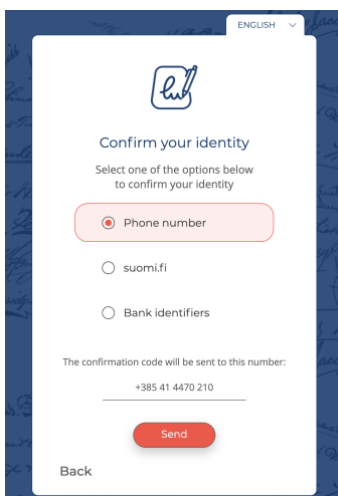 ENGLISH
Confirm your identity
Select one of the options below
to confirm your identity
Phone number
suomi.fi
Bank identifiers
The confirmation code will be sent to this number:
+385 41 4470 210
Send
Back